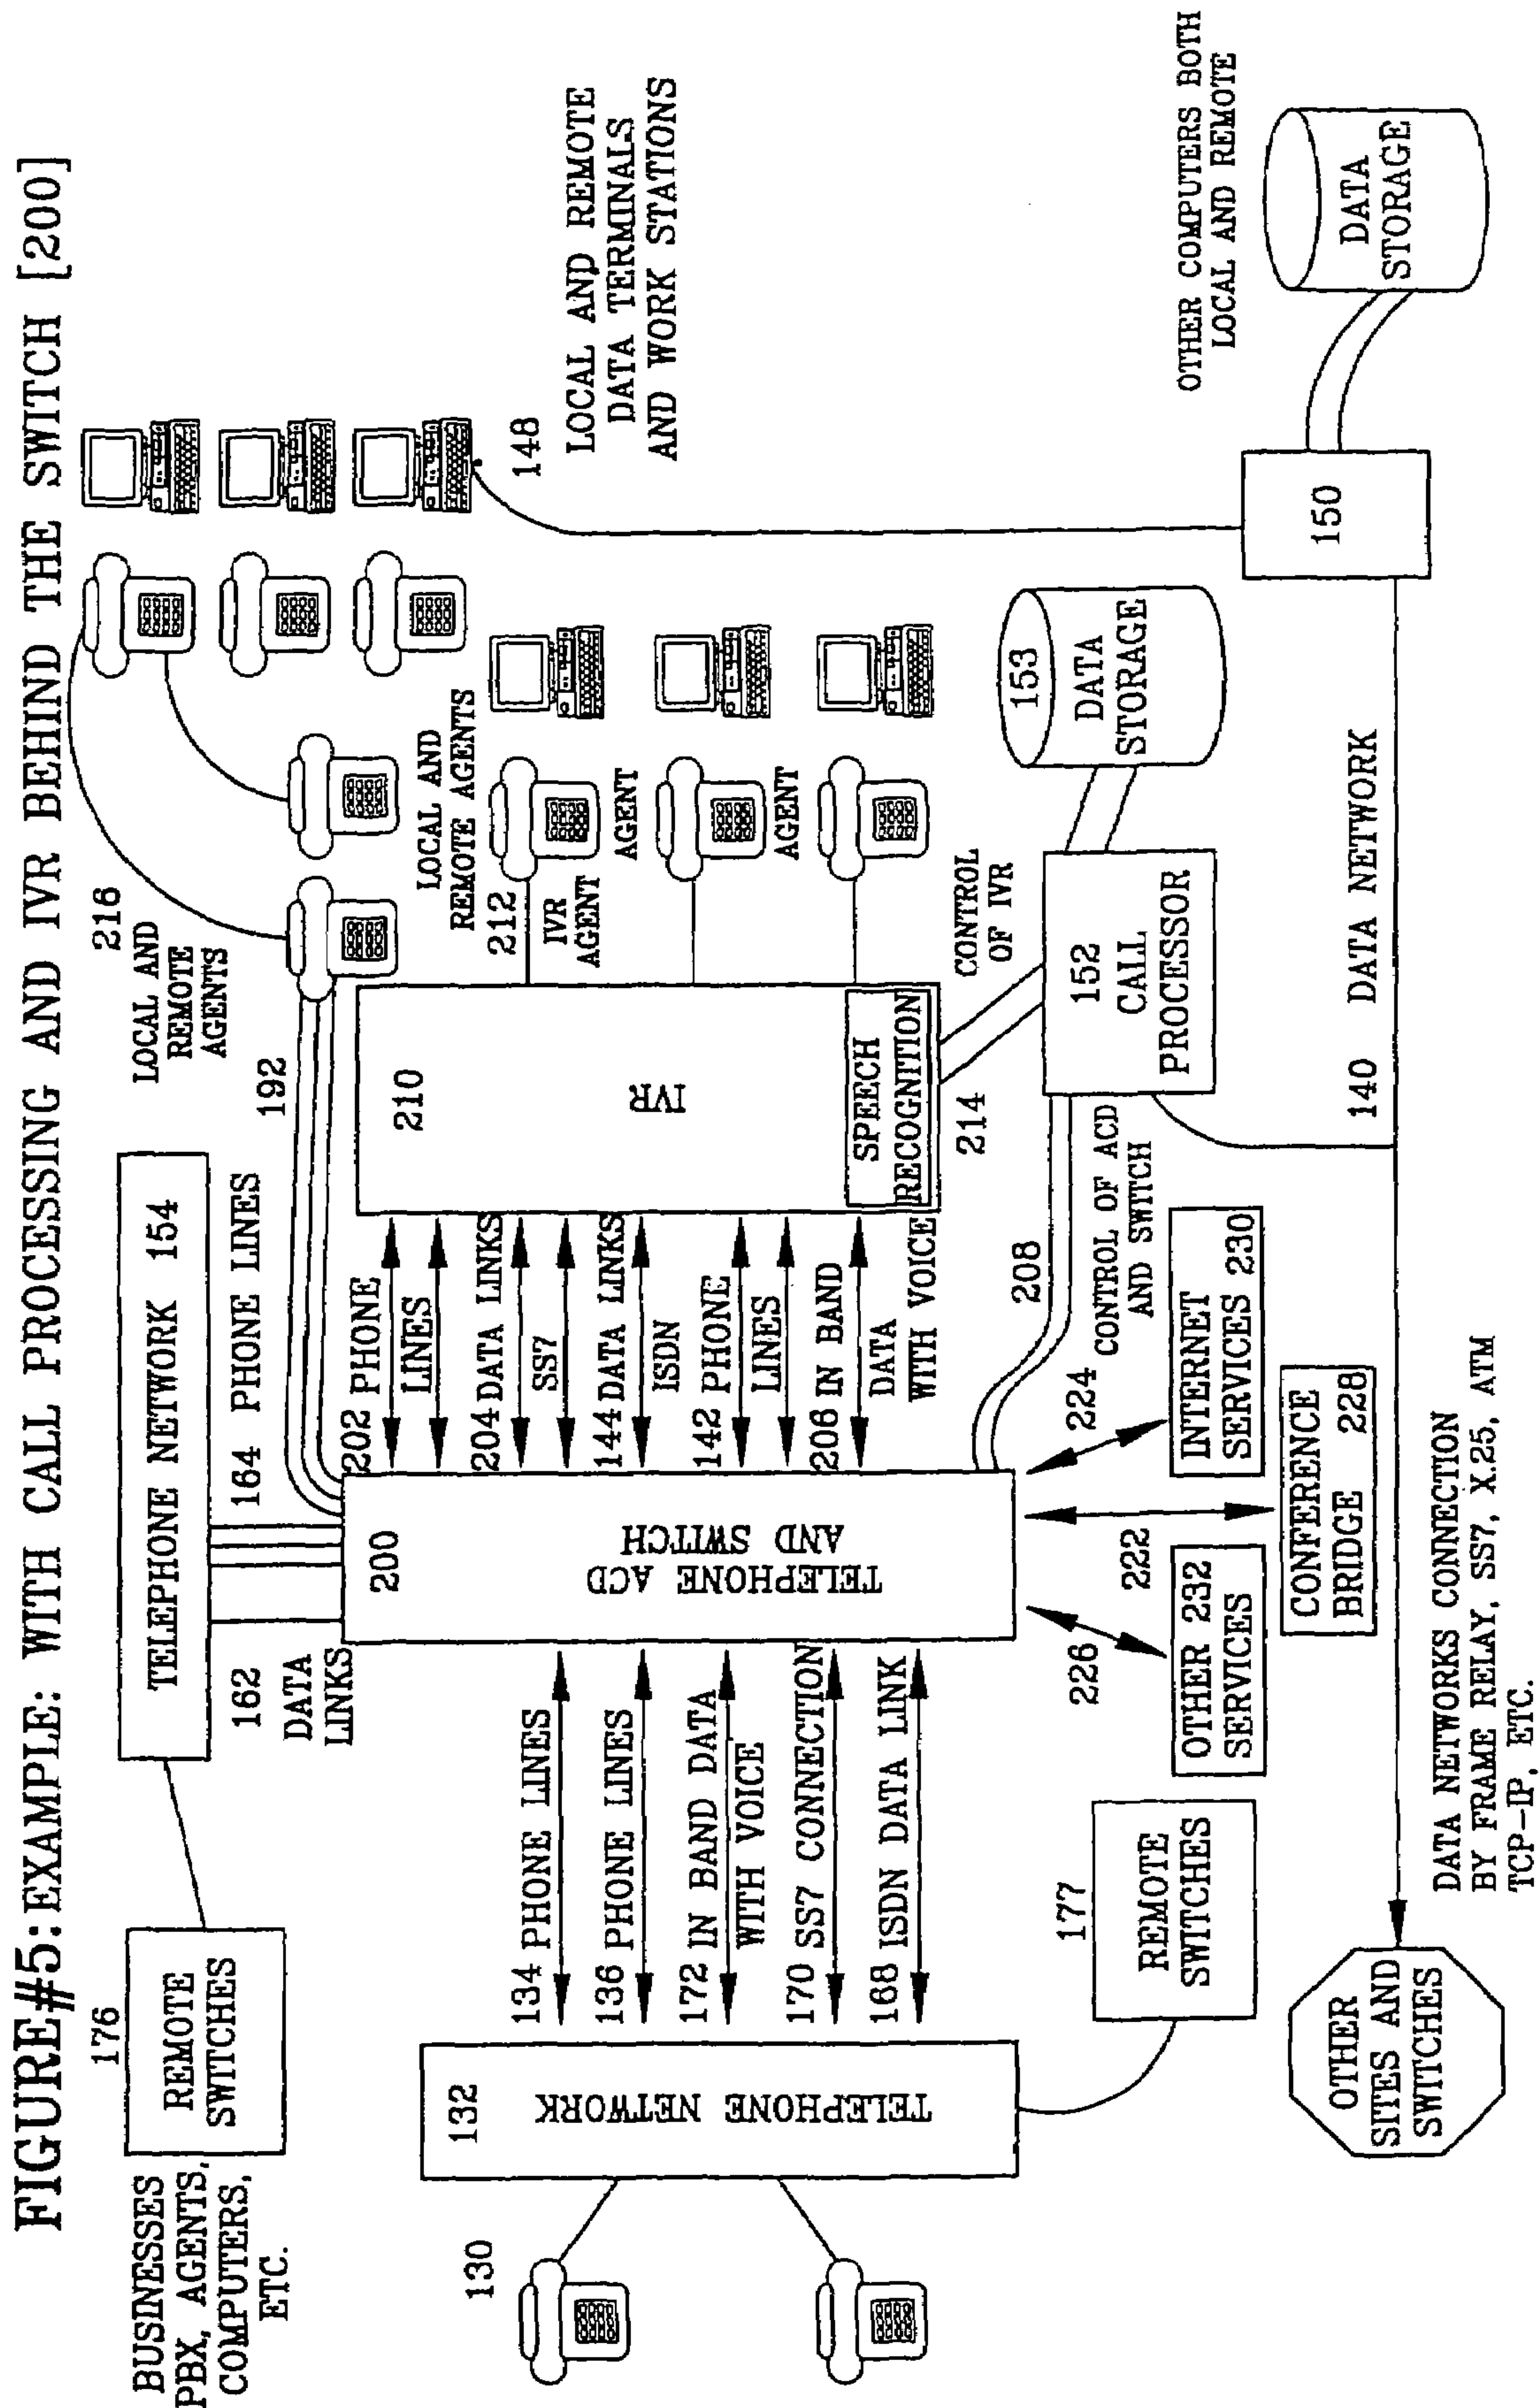 FIGURE#5:EXAMPLE: WITH CALL PROCESSING AND IVR BEHIND THE SWITCH [200]
BUSINESSES
PBX, AGENTS,
COMPUTERS,
ETC.
176
REMOTE
SWITCHES
TELEPHONE NETWORK 154
162
DATA
LINKS
164 PHONE LINES
192
216
LOCAL AND
REMOTE
AGENTS
LOCAL AND
REMOTE AGENTS
148
LOCAL AND REMOTE
DATA TERMINALS
AND WORK STATIONS
130
132
TELEPHONE NETWORK
134 PHONE LINES
136 PHONE LINES
172 IN BAND DATA
WITH VOICE
170 SS7 CONNECTION
168 ISDN DATA LINK
177
REMOTE
SWITCHES
200
TELEPHONE ACD
AND SWITCH
202 PHONE
LINES
204 DATA LINKS
SS7
144 DATA LINKS
ISDN
142 PHONE
LINES
206 IN BAND
DATA
WITH VOICE
210
IVR
SPEECH
RECOGNITION
212
IVR
AGENT
AGENT
AGENT
214
CONTROL
OF IVR
208
CONTROL OF ACD
AND SWITCH
152
CALL
PROCESSOR
153
DATA
STORAGE
226
OTHER 232
SERVICES
222
CONFERENCE
BRIDGE 228
224
INTERNET
SERVICES 230
140 DATA NETWORK
150
OTHER COMPUTERS BOTH
LOCAL AND REMOTE
DATA
STORAGE
OTHER
SITES AND
SWITCHES
DATA NETWORKS CONNECTION
BY FRAME RELAY, SS7, X.25, ATM
TCP-IP, ETC.